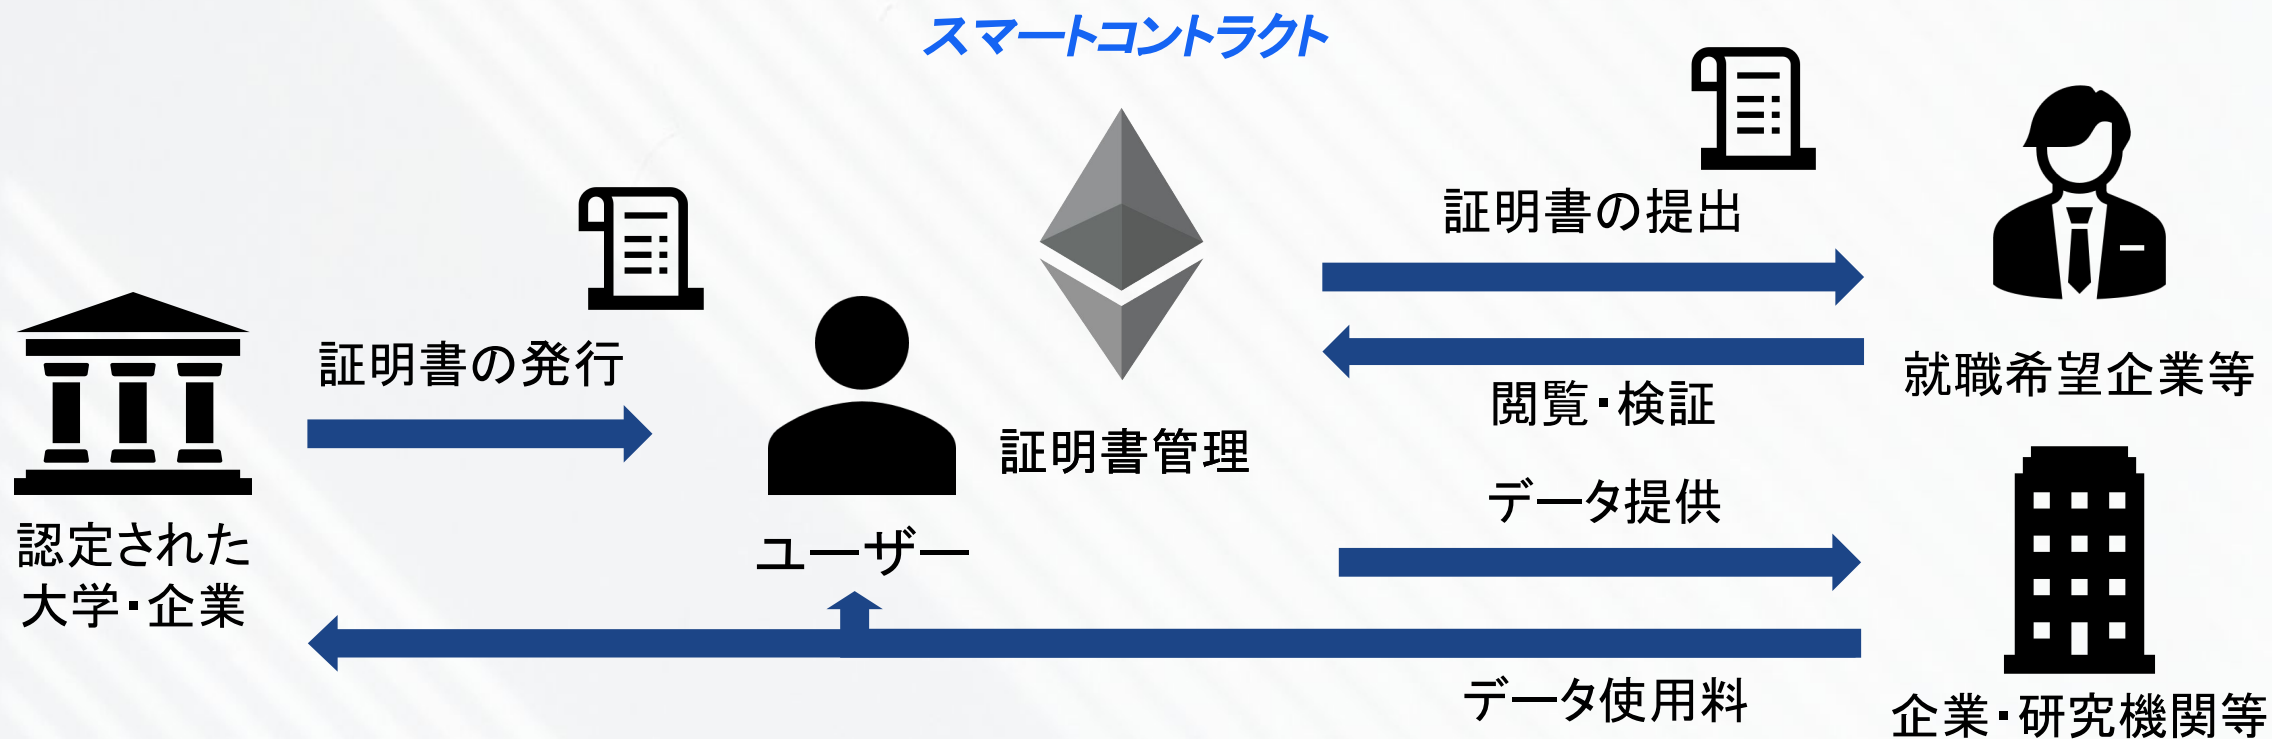 スマートコントラクト
証明書の提出
証明書の発行
就職希望企業等
閲覧・検証
証明書管理
データ提供
認定された
大学・企業
ユーザー
データ使用料
企業・研究機関等